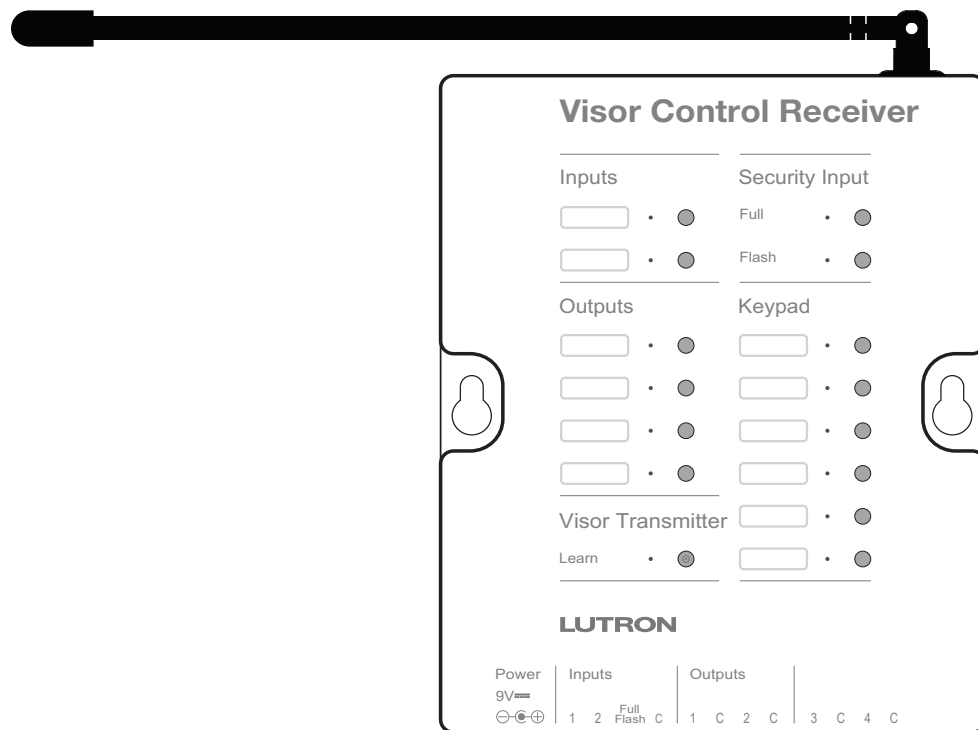 Visor Control Receiver
Inputs
Security Input
Full
Flash
Outputs
Keypad
Visor Transmitter
Learn
LUTRON
Power
9V
Inputs
1 2 Full Flash C
Outputs
1 C 2 C 3 C 4 C